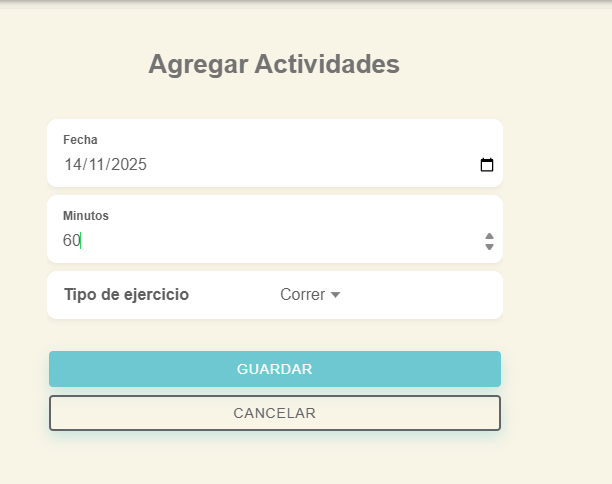 Agregar Actividades
Fecha
14/11/2025
Minutos
60
Tipo de ejercicio Correr
GUARDAR
CANCELAR